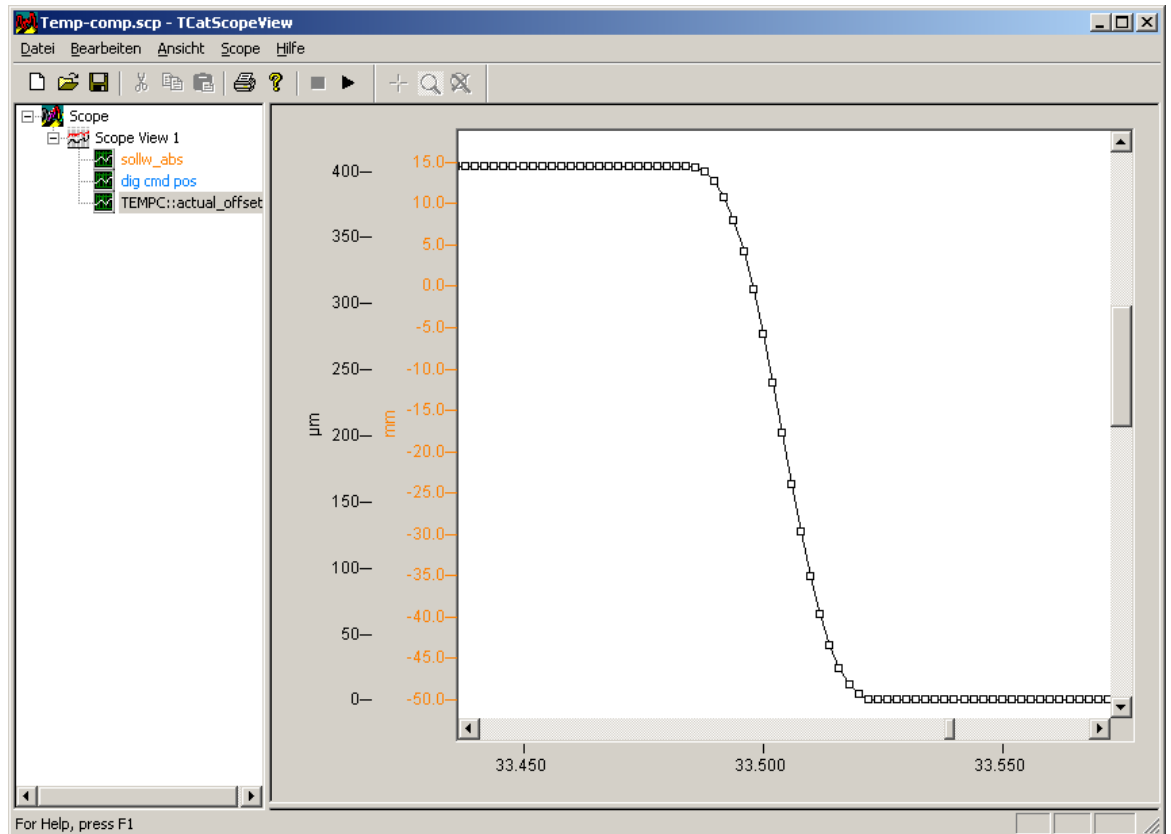 Temp-comp.scp - TCatScopeView
Datei Bearbeiten Ansicht Scope Hilfe
Scope
Scope View 1
sollw_abs
dig cmd pos
TEMPC::actual_offset
µm
400
350
300
250
200
150
100
50
0
mm
15.0
10.0
5.0
0.0
-5.0
-10.0
-15.0
-20.0
-25.0
-30.0
-35.0
-40.0
-45.0
-50.0
33.450 33.500 33.550
For Help, press F1